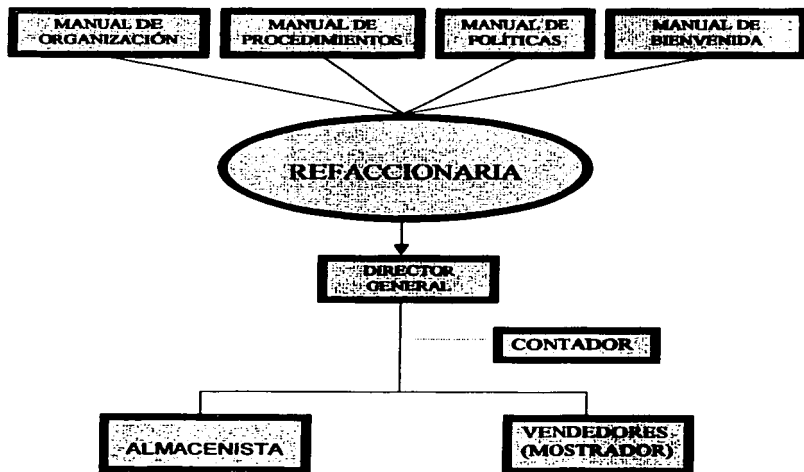 MANUAL DE
ORGANIZACIÓN
MANUAL DE
PROCEDIMIENTOS
MANUAL DE
POLÍTICAS
MANUAL DE
BIENVENIDA
REFACCIONARIA
DIRECTOR
GENERAL
CONTADOR
ALMACENISTA
VENDEDORES
(MOSTRADOR)